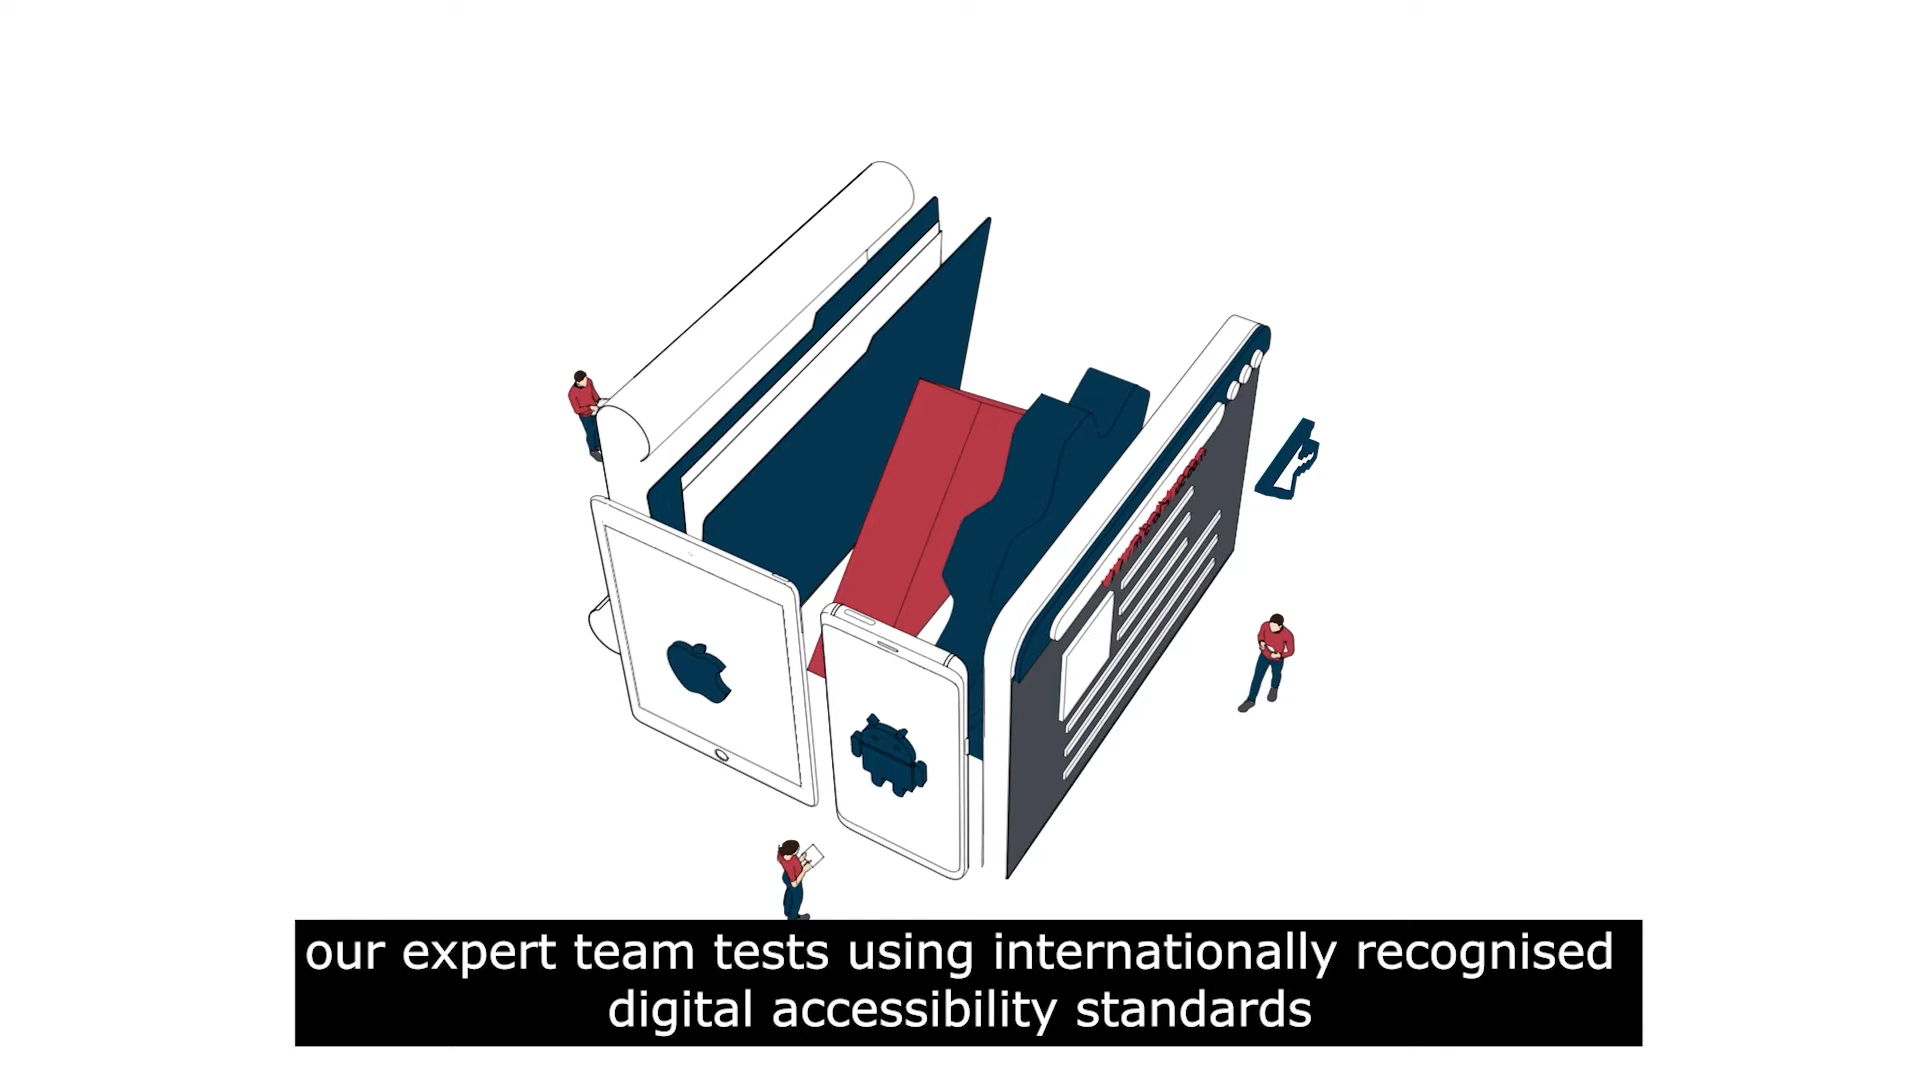 our expert team tests using internationally recognised
digital accessibility standards